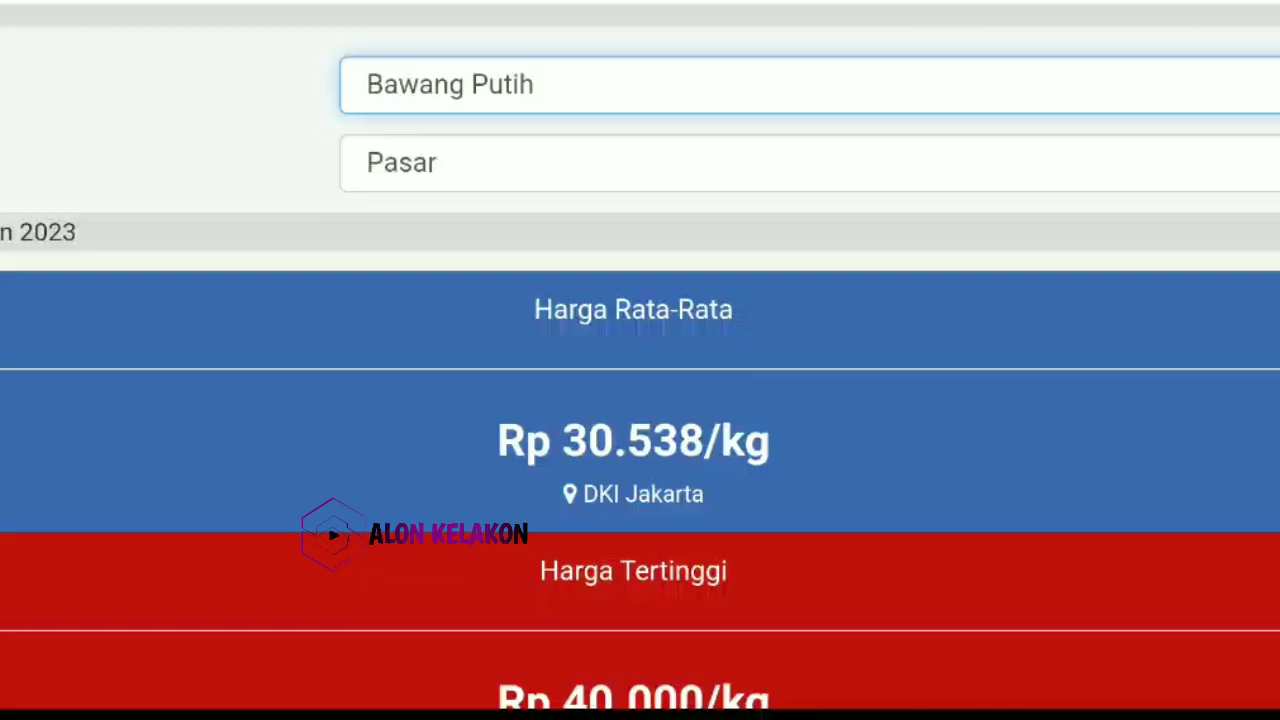 Bawang Putih
Pasar
n 2023
Harga Rata-Rata
Rp 30.538/kg
DKI Jakarta
ALON KELAKON
Harga Tertinggi
Rp 40.000/kg